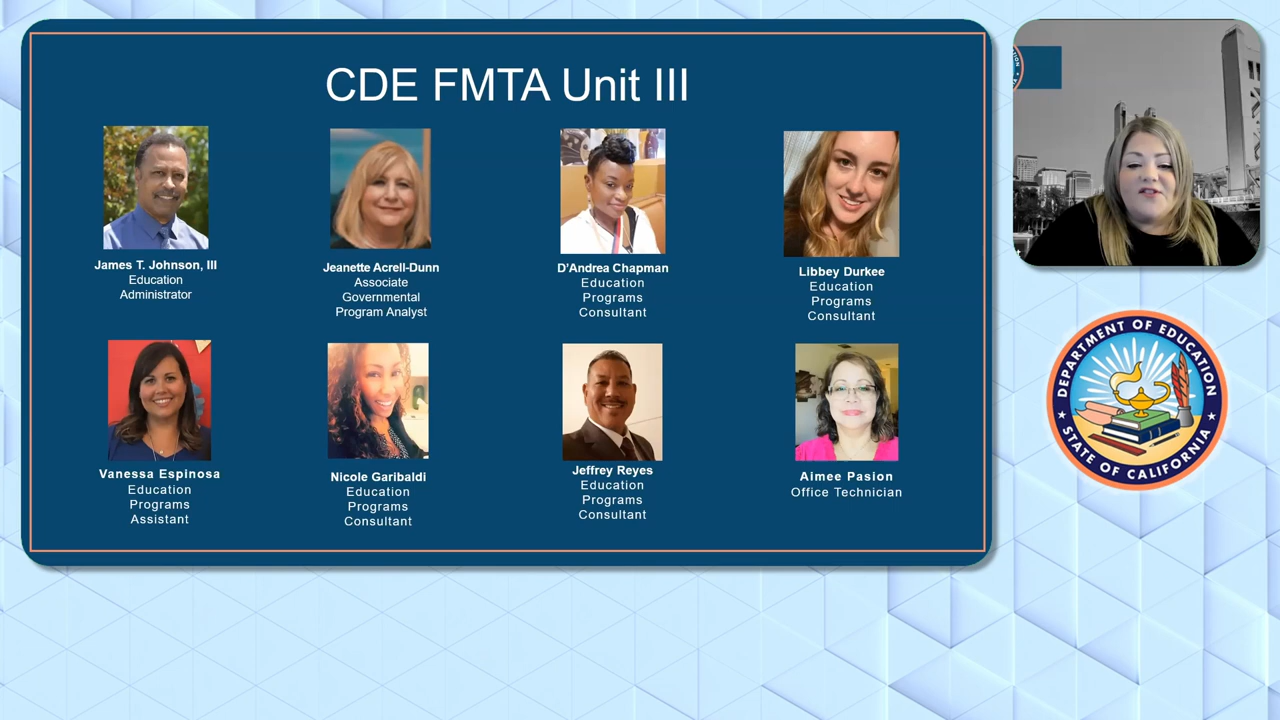 CDE FMTA Unit III
James T. Johnson, III
Education
Administrator
Jeanette Acrell-Dunn
Associate
Governmental
Program Analyst
D'Andrea Chapman
Education
Programs
Consultant
Libbey Durkee
Education
Programs
Consultant
Vanessa Espinosa
Education
Programs
Assistant
Nicole Garibaldi
Education
Programs
Consultant
Jeffrey Reyes
Education
Programs
Consultant
Aimee Pasion
Office Technician
DEPARTMENT OF EDUCATION
STATE OF CALIFORNIA